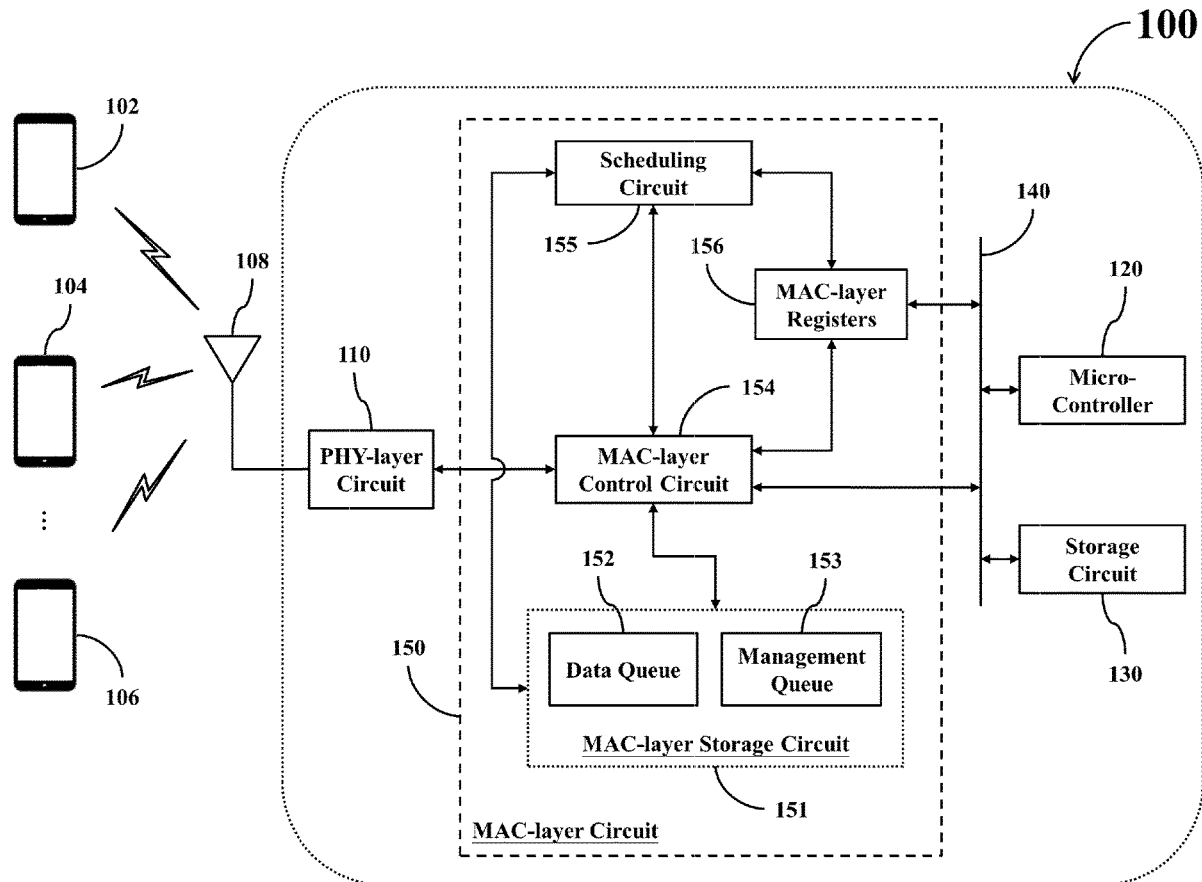 100
102
Scheduling
Circuit
140
155
156
108
MAC-layer
Registers
120
104
Micro-
Controller
110
154
PHY-layer
Circuit
MAC-layer
Control Circuit
...
152
153
Storage
Circuit
150
Data Queue
Management
Queue
130
106
MAC-layer Storage Circuit
151
MAC-layer Circuit